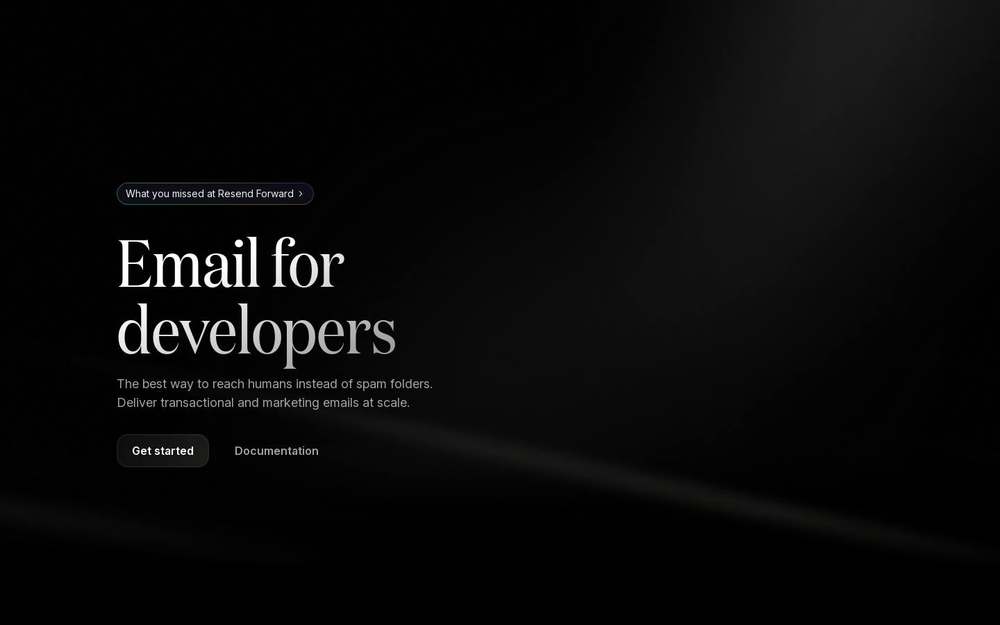 What you missed at Resend Forward
Email for
developers
The best way to reach humans instead of spam folders.
Deliver transactional and marketing emails at scale.
Get started
Documentation